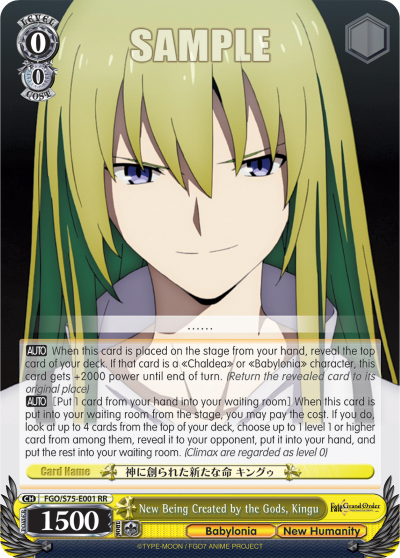 LEVEL
0
0
COST
SAMPLE
……
AUTO When this card is placed on the stage from your hand, reveal the top
card of your deck. If that card is a «Chaldea» or «Babylonia» character, this
card gets +2000 power until end of turn. (Return the revealed card to its
original place)
AUTO [Put 1 card from your hand into your waiting room] When this card is
put into your waiting room from the stage, you may pay the cost. If you do,
look at up to 4 cards from the top of your deck, choose up to 1 level 1 or higher
card from among them, reveal it to your opponent, put it into your hand, and
put the rest into your waiting room. (Climax are regarded as level 0)
Card Name 神に創られた新たな命 キングゥ
CH FGO/S75-E001 RR
New Being Created by the Gods, Kingu
Fate/Grand Order
POWER 1500 SOUL
Babylonia New Humanity
©TYPE-MOON / FGO7 ANIME PROJECT